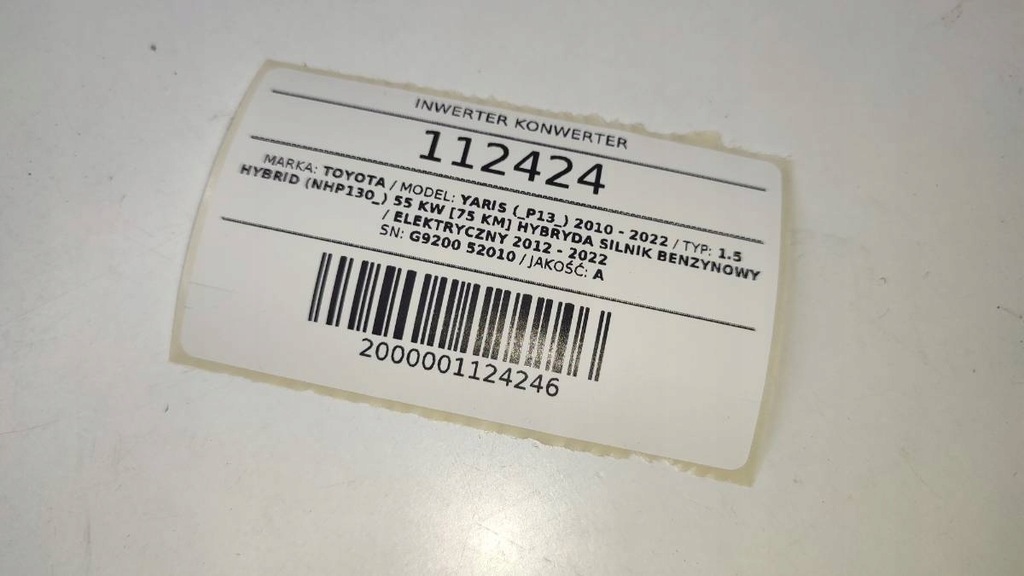 INWERTER KONWERTER
112424
MARKA: TOYOTA / MODEL: YARIS (_P13_) 2010 - 2022 / TYP: 1.5
HYBRID (NHP130_) 55 KW [75 KM] HYBRYDA SILNIK BENZYNOWY
/ ELEKTRYCZNY 2012 - 2022
SN: G9200 52010 / JAKOŚĆ: A
2000001124246